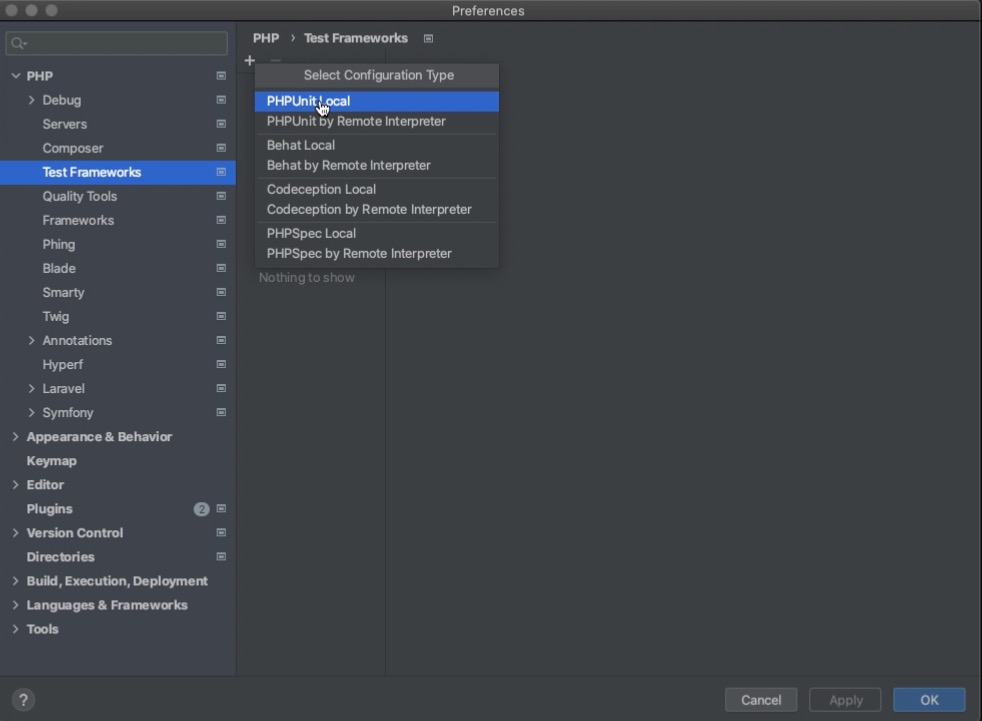 Preferences
PHP › Test Frameworks
+ −
Select Configuration Type
PHPUnit Local
PHPUnit by Remote Interpreter
Behat Local
Behat by Remote Interpreter
Codeception Local
Codeception by Remote Interpreter
PHPSpec Local
PHPSpec by Remote Interpreter
Nothing to show
PHP
Debug
Servers
Composer
Test Frameworks
Quality Tools
Frameworks
Phing
Blade
Smarty
Twig
Annotations
Hyperf
Laravel
Symfony
Appearance & Behavior
Keymap
Editor
Plugins 2
Version Control
Directories
Build, Execution, Deployment
Languages & Frameworks
Tools
?
Cancel
Apply
OK